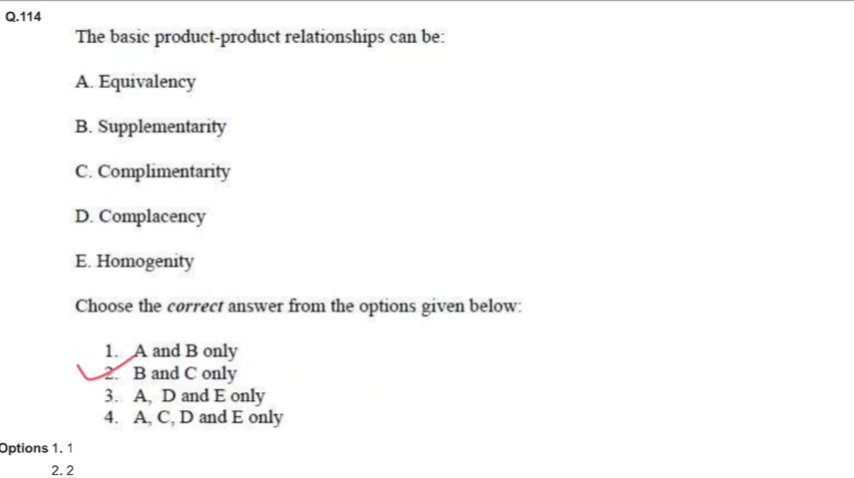 Q.114
The basic product-product relationships can be:
A. Equivalency
B. Supplementarity
C. Complimentarity
D. Complacency
E. Homogenity
Choose the correct answer from the options given below:
1. A and B only
2. B and C only
3. A, D and E only
4. A, C, D and E only
Options 1. 1
2. 2